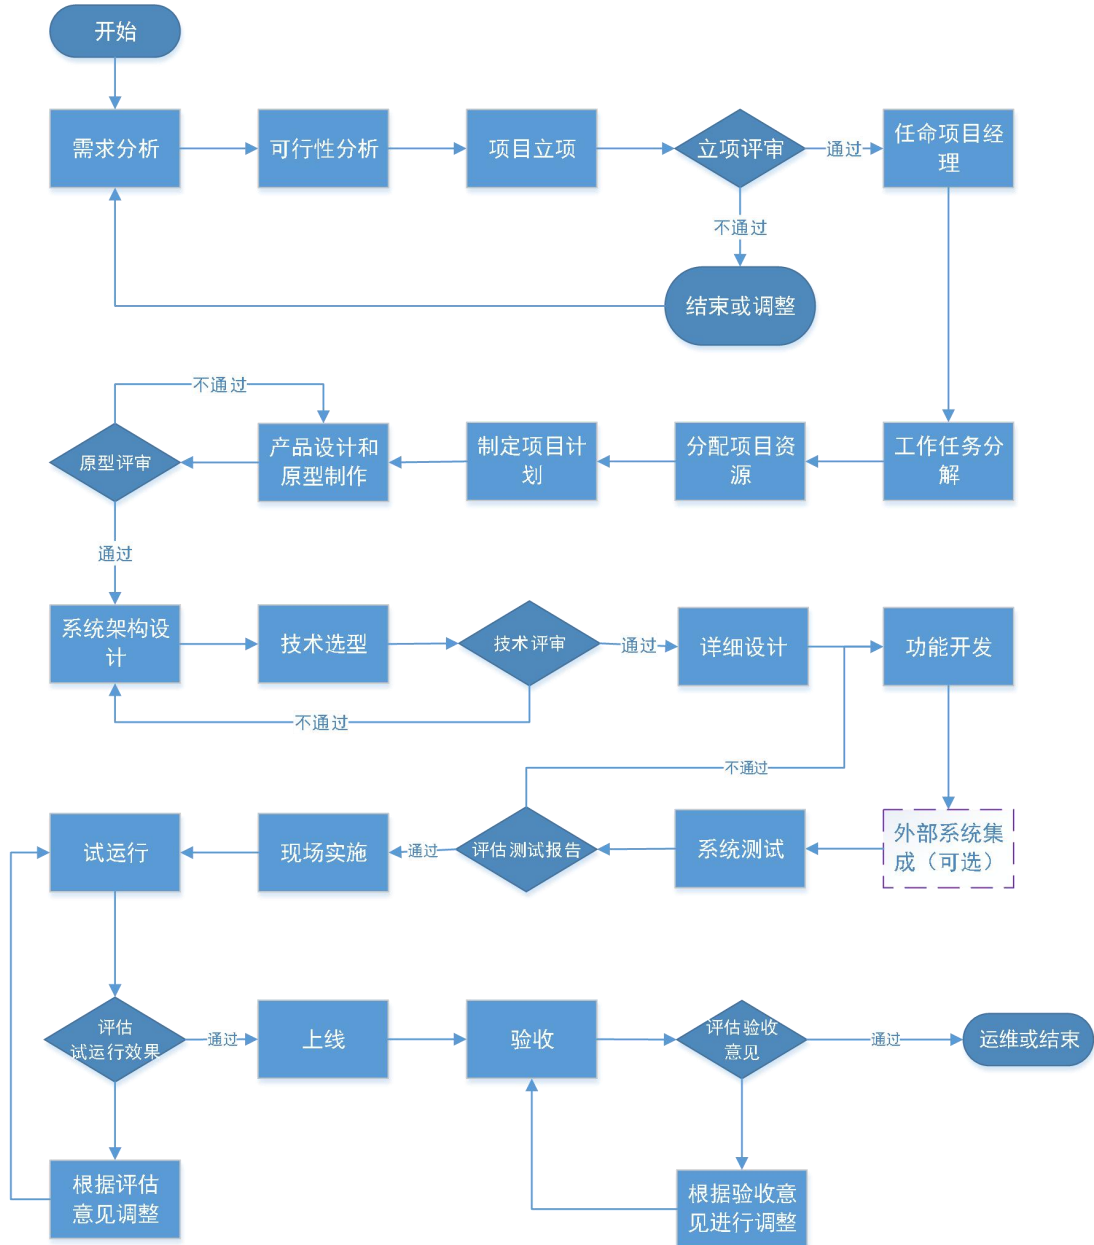 开始
需求分析
可行性分析
项目立项
立项评审
通过
任命项目经
理
不通过
结束或调整
不通过
原型评审
产品设计和
原型制作
制定项目计
划
分配项目资
源
工作任务分
解
通过
系统架构设
计
技术选型
技术评审
通过
详细设计
功能开发
不通过
不通过
试运行
现场实施
通过
评估测试报告
系统测试
外部系统集
成（可选）
评估
试运行效果
通过
上线
验收
评估验收
意见
通过
运维或结束
根据评估
意见调整
根据验收意
见进行调整